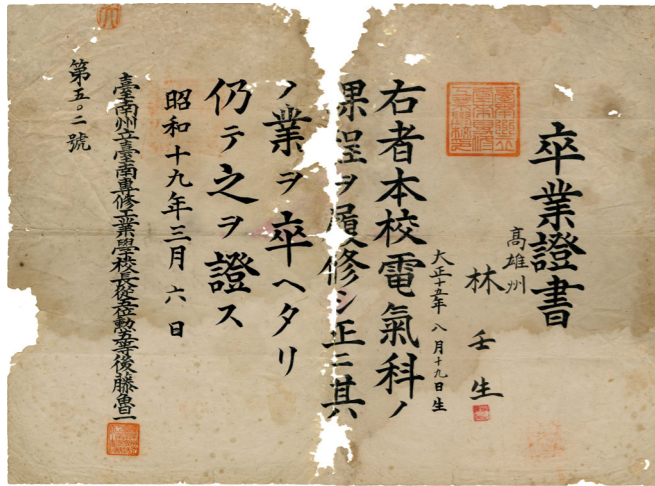 卒業證書
高雄州
林壬生
大正十五年八月十九日生
右者本校電氣科ノ
課程ヲ履修シ正ニ其
ノ業ヲ卒ヘタリ
仍テ之ヲ證ス
昭和十九年三月六日
臺南州立臺南專修工業學校長從五位勳五等後藤魯一
第五〇二號